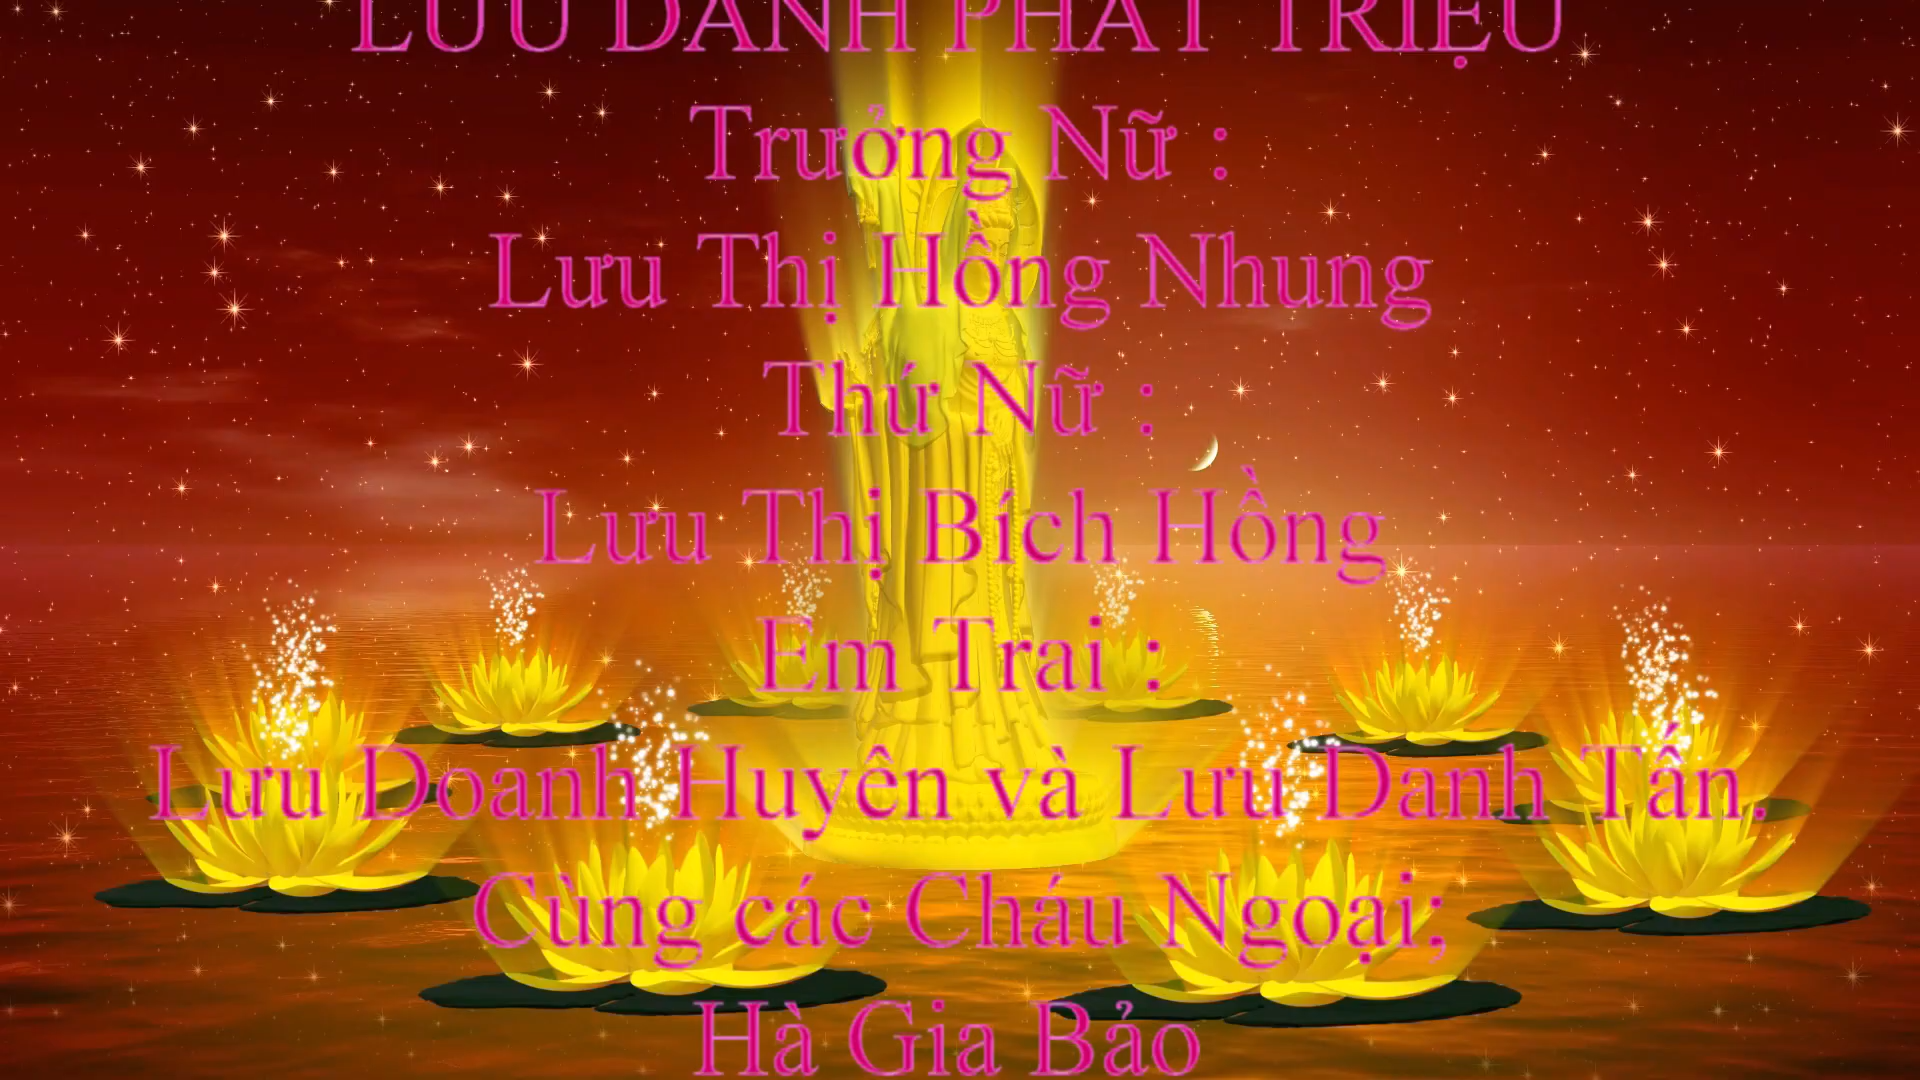 LƯU DANH PHÁT TRIỆU
Trưởng Nữ :
Lưu Thị Hồng Nhung
Thứ Nữ :
Lưu Thị Bích Hồng
Em Trai :
Lưu Doanh Huyên và Lưu Danh Tấn.
Cùng các Cháu Ngoại;
Hà Gia Bảo